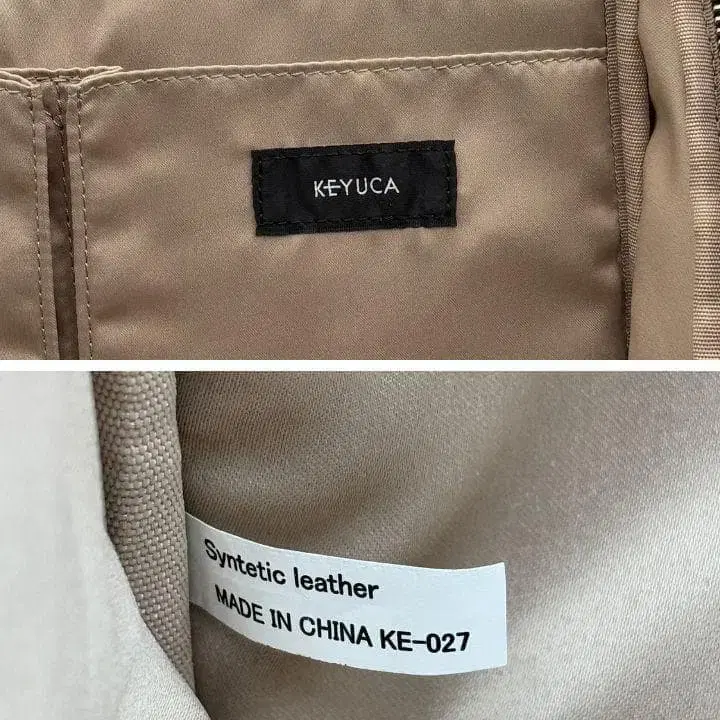 KEYUCA
Syntetic leather
MADE IN CHINA KE-027